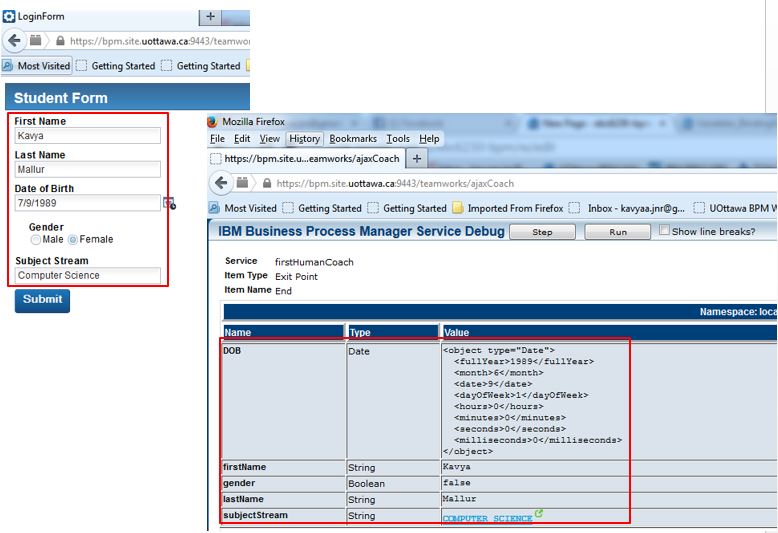 LoginForm
https://bpm.site.uottawa.ca:9443/teamwor
Most Visited Getting Started Getting Started
Student Form
First Name
Kavya
Last Name
Mallur
Date of Birth
7/9/1989
Gender
Male Female
Subject Stream
Computer Science
Submit
Mozilla Firefox
File Edit View History Bookmarks Tools Help
https://bpm.site.u...eamworks/ajaxCoach
https://bpm.site.uottawa.ca:9443/teamworks/ajaxCoach
Most Visited Getting Started Getting Started Imported From Firefox Inbox - kavyaa.jnr@g... UOttawa BPM W
IBM Business Process Manager Service Debug Step Run Show line breaks?
Service firstHumanCoach
Item Type Exit Point
Item Name End
Namespace: loca
Name Type Value
DOB Date <object type="Date">
<fullYear>1989</fullYear>
<month>6</month>
<date>9</date>
<dayOfWeek>1</dayOfWeek>
<hours>0</hours>
<minutes>0</minutes>
<seconds>0</seconds>
<milliseconds>0</milliseconds>
</object>
firstName String Kavya
gender Boolean false
lastName String Mallur
subjectStream String COMPUTER SCIENCE